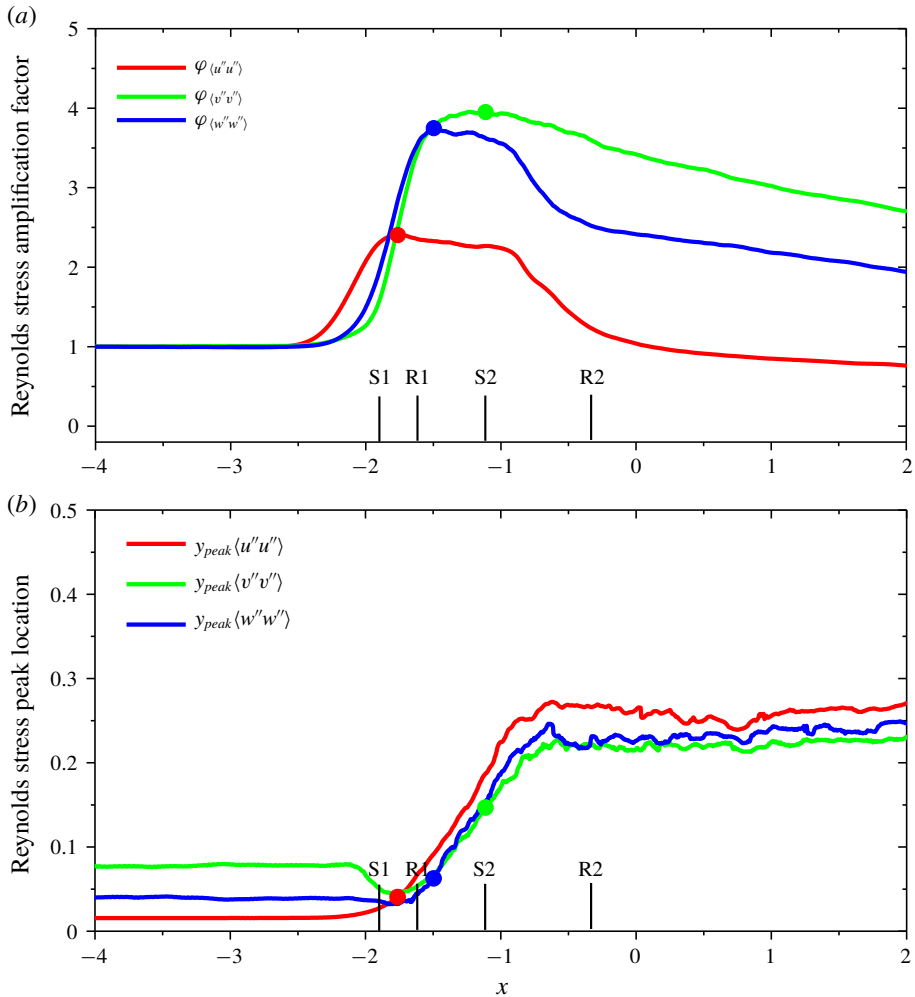 (a)
5
4
3
2
1
0
Reynolds stress amplification factor
φ⟨u″u″⟩
φ⟨v″v″⟩
φ⟨w″w″⟩
S1 R1 S2 R2
−4 −3 −2 −1 0 1 2
(b)
0.5
0.4
0.3
0.2
0.1
0
Reynolds stress peak location
ypeak⟨u″u″⟩
ypeak⟨v″v″⟩
ypeak⟨w″w″⟩
S1 R1 S2 R2
−4 −3 −2 −1 0 1 2
x